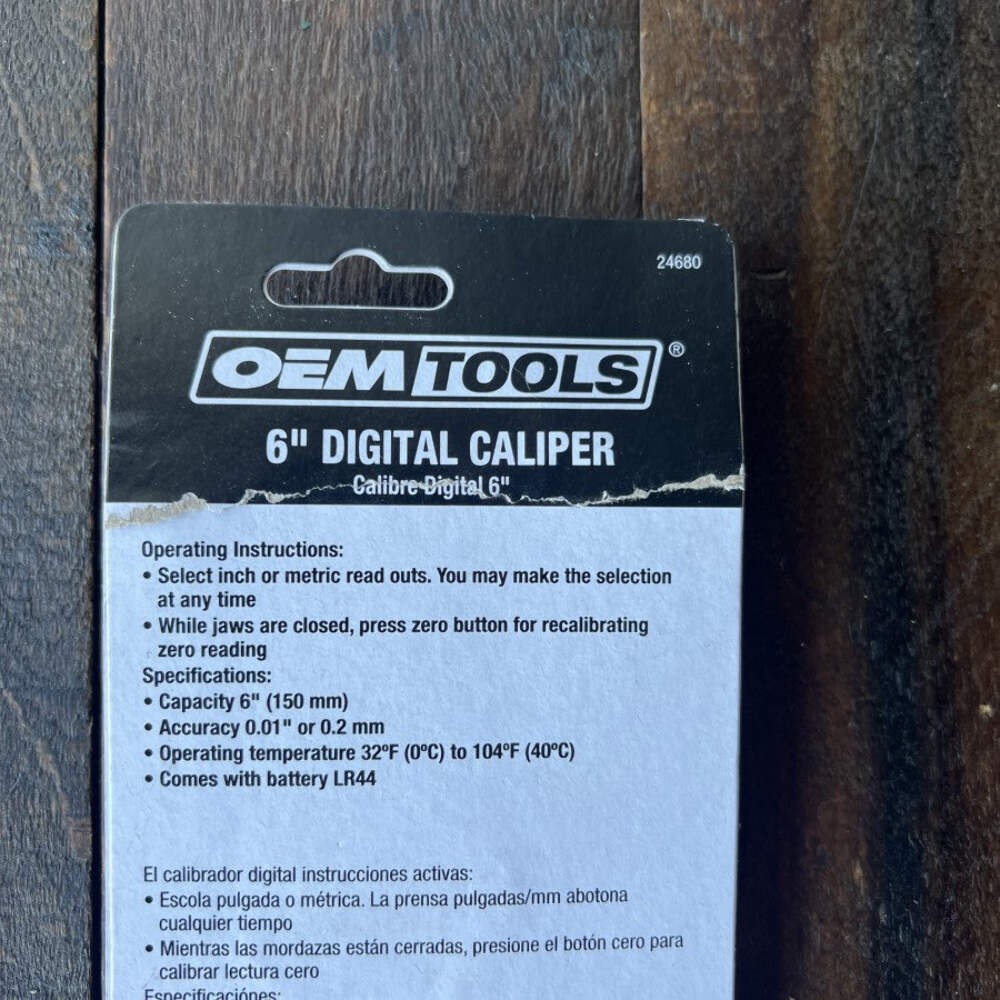 24680
OEMTOOLS®
6" DIGITAL CALIPER
Calibre Digital 6"
Operating Instructions:
• Select inch or metric read outs. You may make the selection
at any time
• While jaws are closed, press zero button for recalibrating
zero reading
Specifications:
• Capacity 6" (150 mm)
• Accuracy 0.01" or 0.2 mm
• Operating temperature 32ºF (0ºC) to 104ºF (40ºC)
• Comes with battery LR44
El calibrador digital instrucciones activas:
• Escola pulgada o métrica. La prensa pulgadas/mm abotona
cualquier tiempo
• Mientras las mordazas están cerradas, presione el botón cero para
calibrar lectura cero
Especificaciónes: